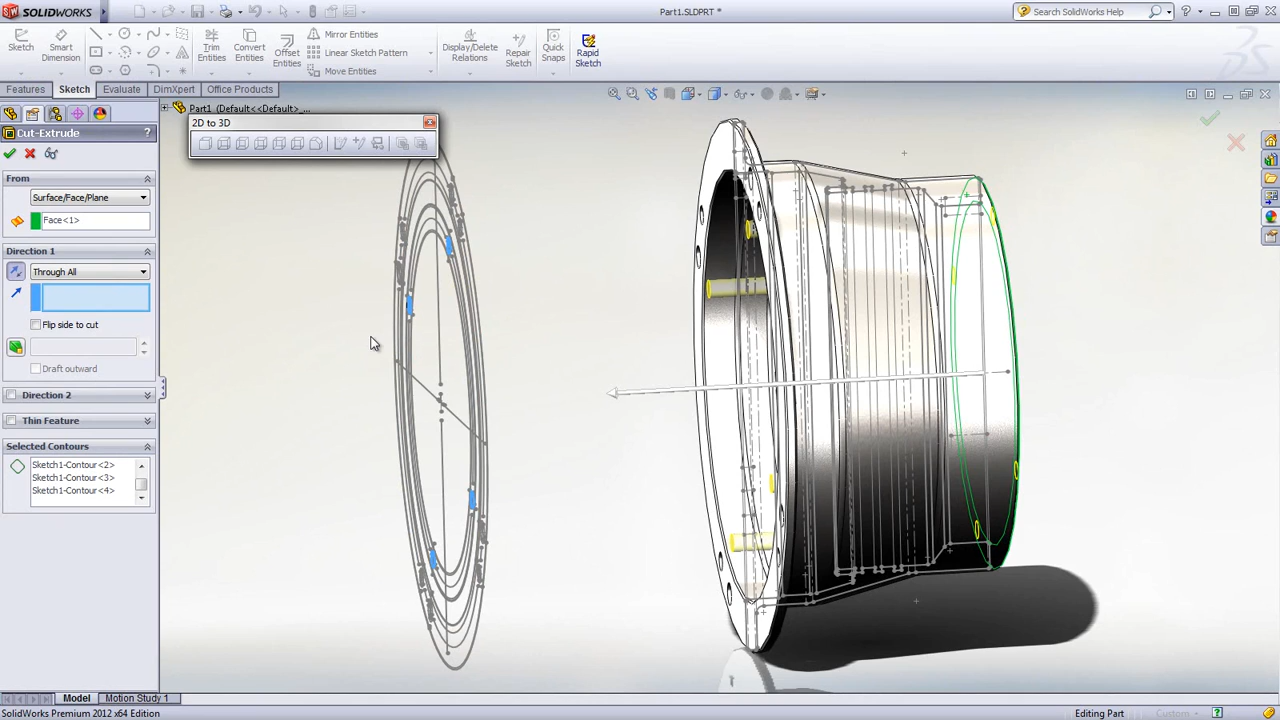 SOLIDWORKS
Part1.SLDPRT *
Search SolidWorks Help
Sketch
Smart Dimension
Trim Entities
Convert Entities
Offset Entities
Mirror Entities
Linear Sketch Pattern
Move Entities
Display/Delete Relations
Repair Sketch
Quick Snaps
Rapid Sketch
Features
Sketch
Evaluate
DimXpert
Office Products
Part1 (Default<<Default>_...
2D to 3D
Cut-Extrude
?
From
Surface/Face/Plane
Face<1>
Direction 1
Through All
Flip side to cut
Draft outward
Direction 2
Thin Feature
Selected Contours
Sketch1-Contour<2>
Sketch1-Contour<3>
Sketch1-Contour<4>
Model
Motion Study 1
SolidWorks Premium 2012 x64 Edition
Editing Part
Custom